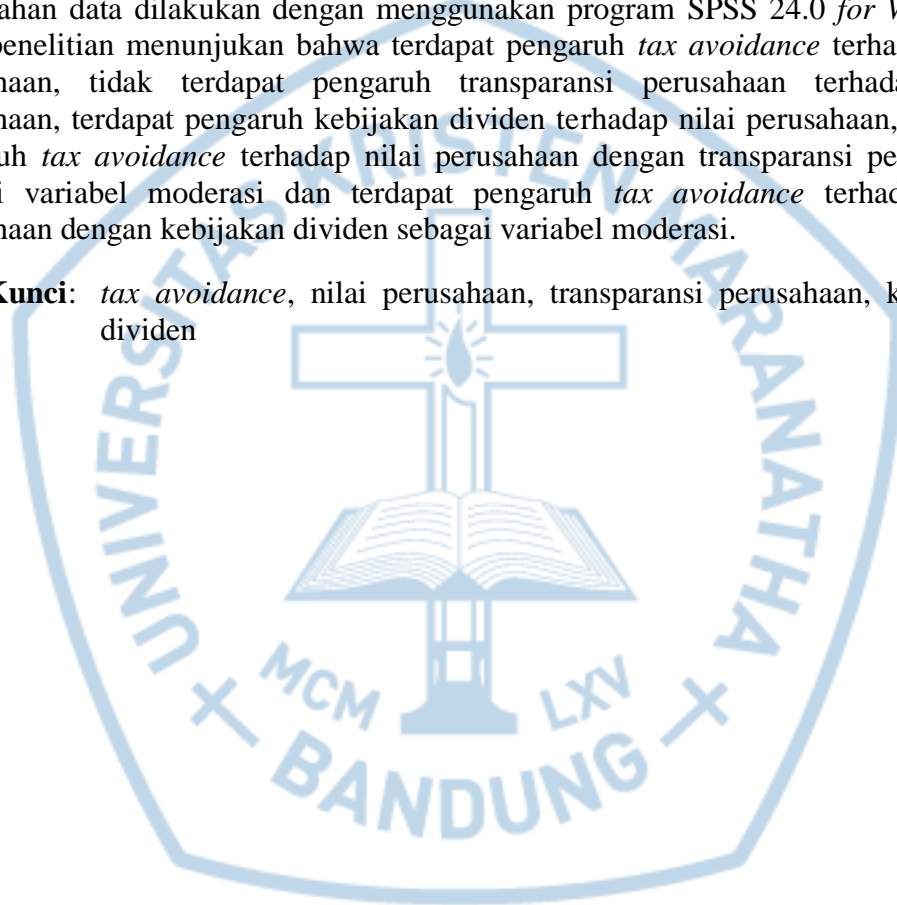 ahan data dilakukan dengan menggunakan program SPSS 24.0 for
penelitian menunjukan bahwa terdapat pengaruh tax avoidance terha
haan, tidak terdapat pengaruh transparansi perusahaan terhada
haan, terdapat pengaruh kebijakan dividen terhadap nilai perusahaan,
uh tax avoidance terhadap nilai perusahaan dengan transparansi pe
i variabel moderasi dan terdapat pengaruh tax avoidance terhad
haan dengan kebijakan dividen sebagai variabel moderasi.
Kunci: tax avoidance, nilai perusahaan, transparansi perusahaan, k
dividen
UNIVERSITAS KRISTEN MARANATHA
MCM LXV
BANDUNG